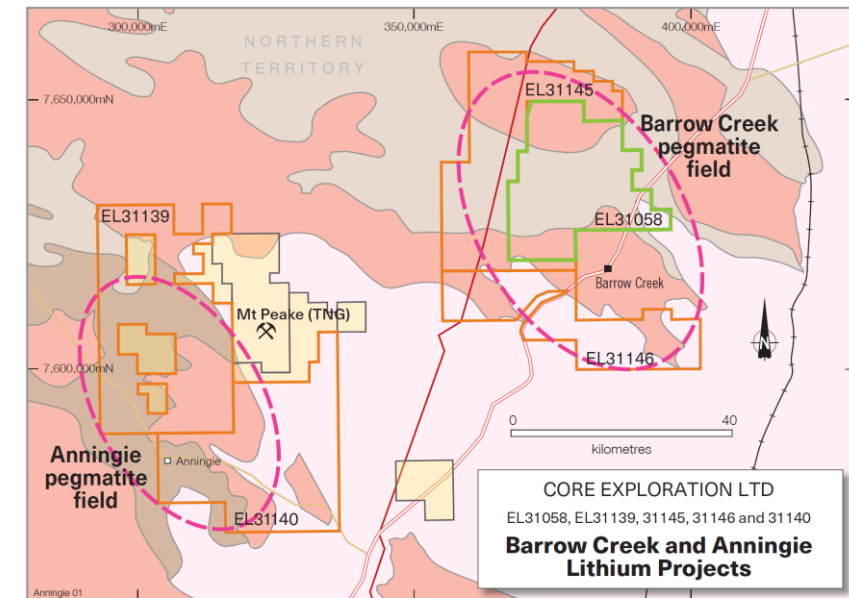 300,000mE
350,000mE
400,000mE
NORTHERN
TERRITORY
7,650,000mN
EL31145
Barrow Creek
pegmatite
field
EL31139
EL31058
Barrow Creek
Mt Peake (TNG)
N
7,600,000mN
EL31146
0
40
kilometres
Anningie
pegmatite
field
Anningie
EL31140
CORE EXPLORATION LTD
EL31058, EL31139, 31145, 31146 and 31140
Barrow Creek and Anningie
Lithium Projects
Anningie 01